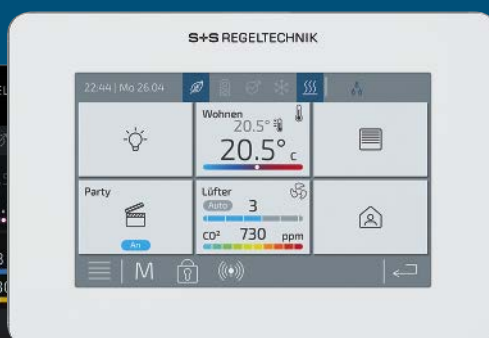 S+S REGELTECHNIK
22:44 | Mo 26.04
Wohnen
20.5°
20.5° c
Party
An
Lüfter
Auto 3
CO² 730 ppm
M